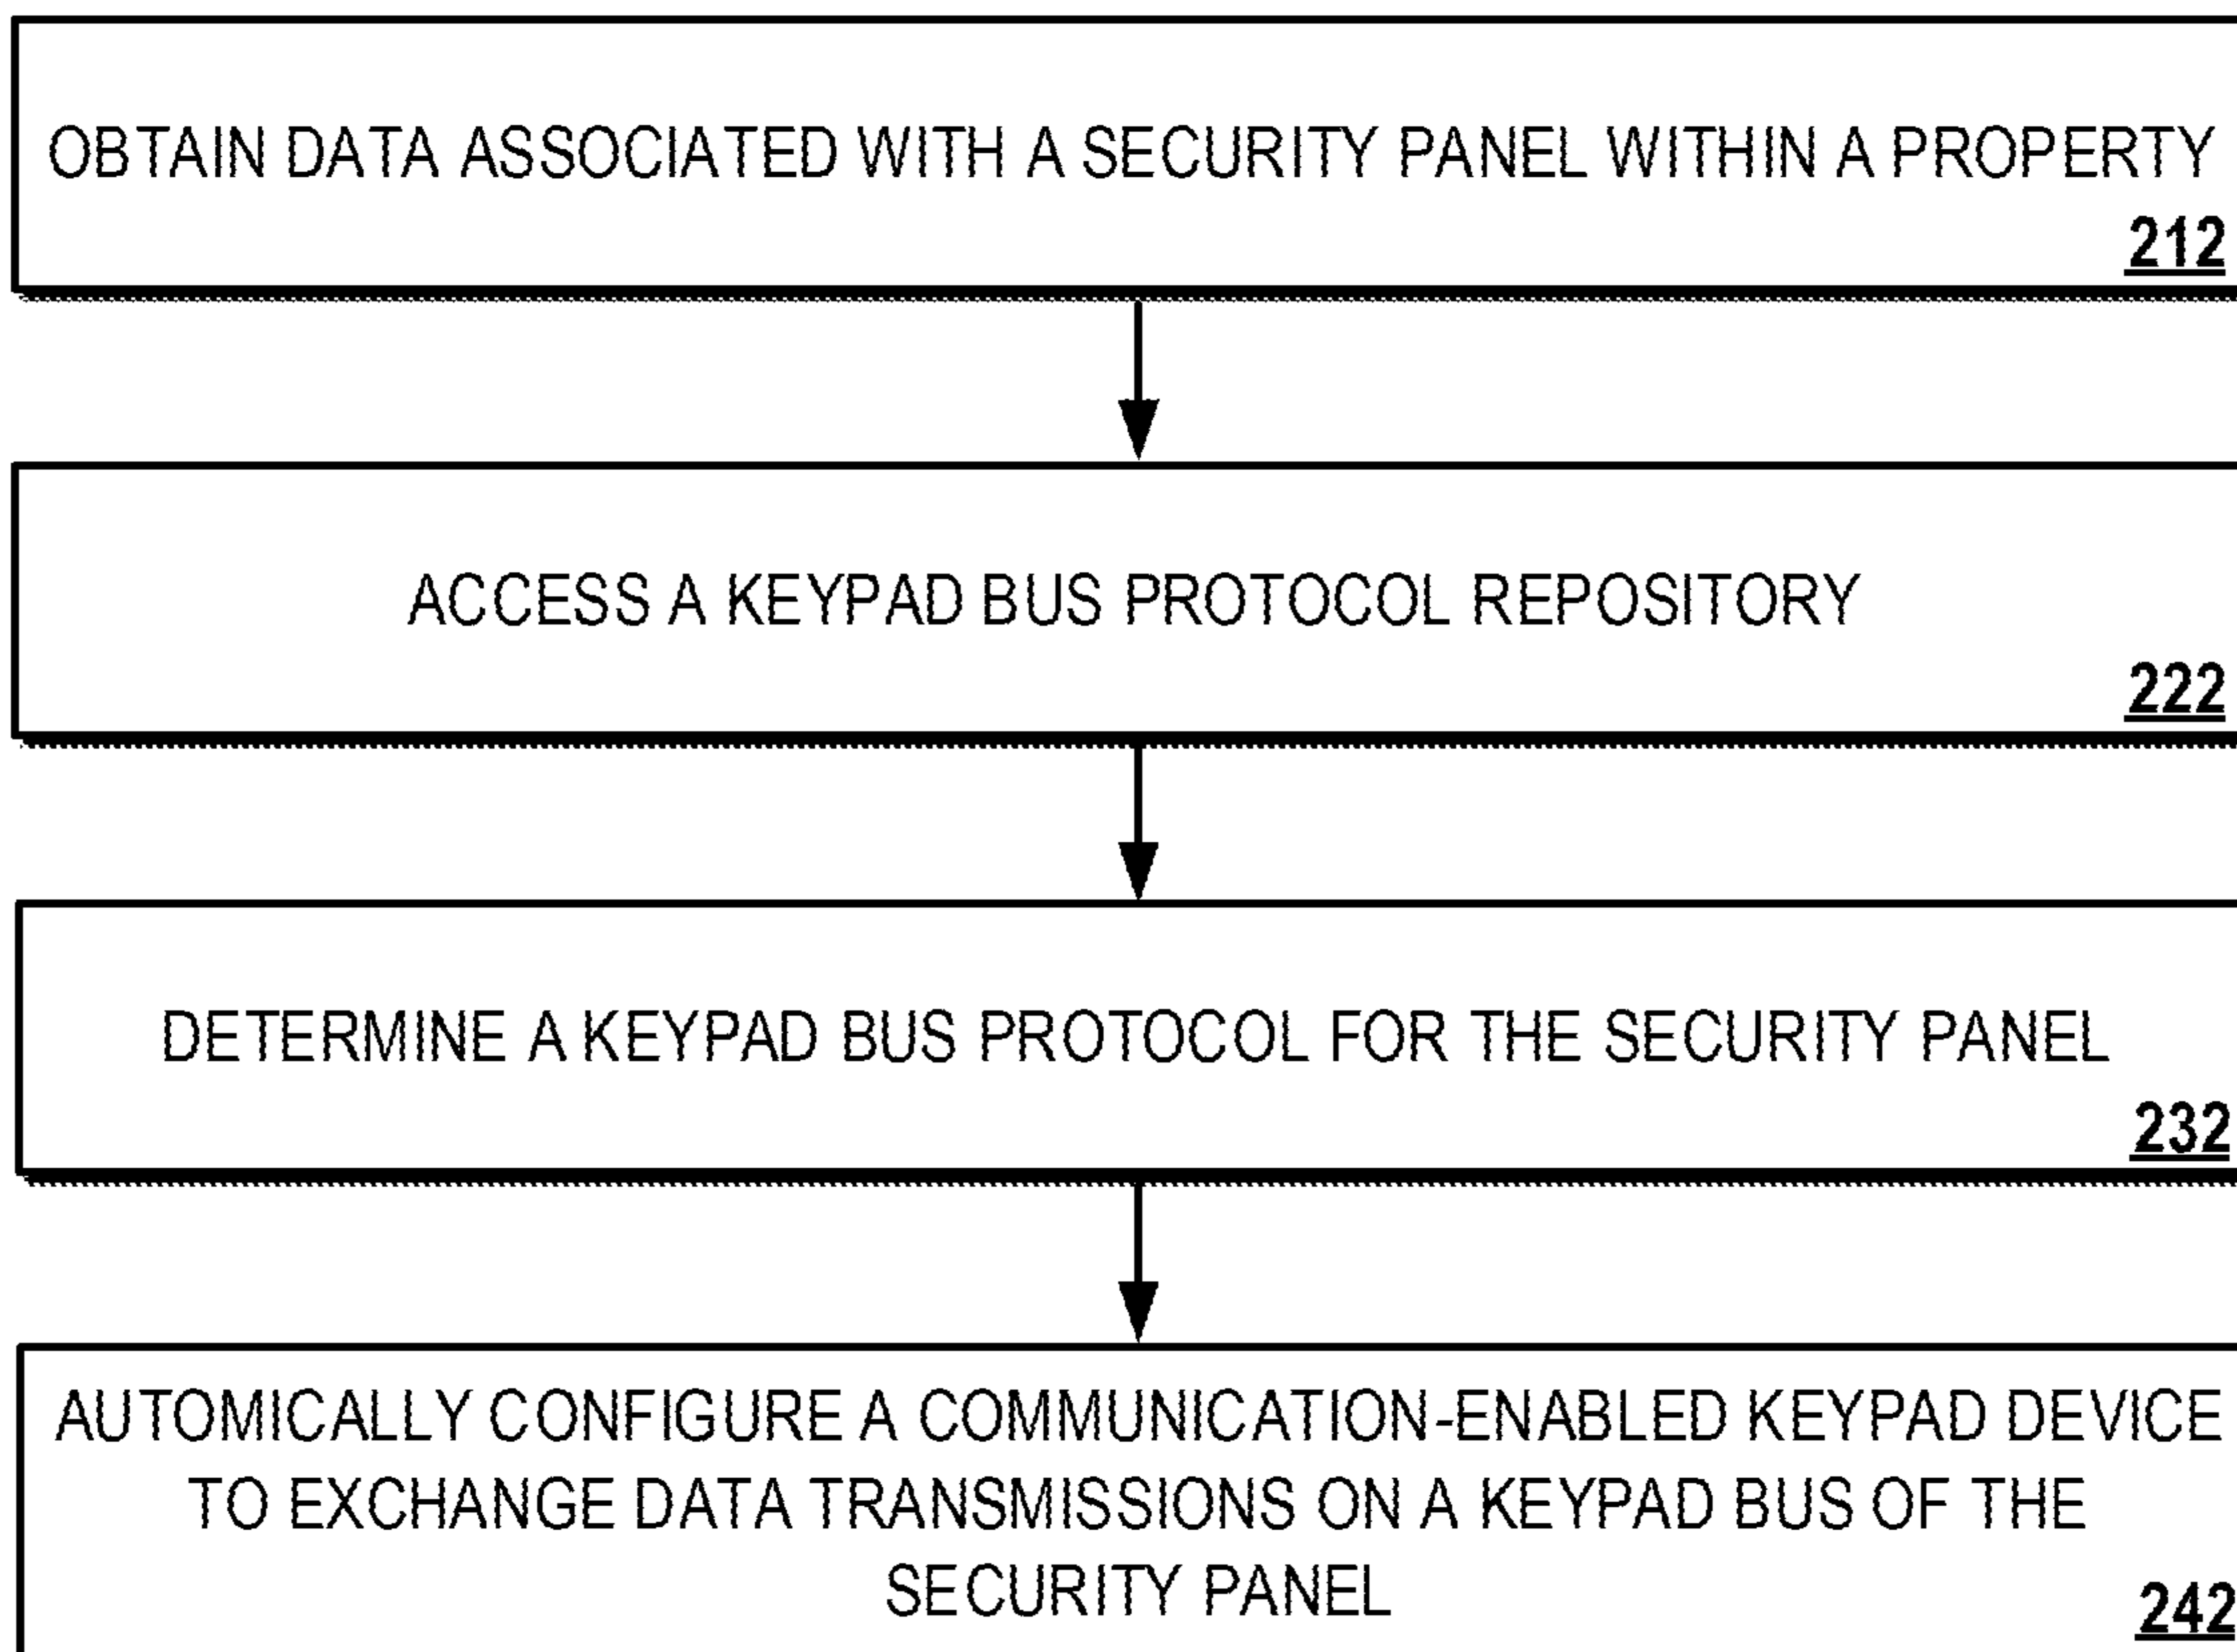 OBTAIN DATA ASSOCIATED WITH A SECURITY PANEL WITHIN A PROPERTY
212
ACCESS A KEYPAD BUS PROTOCOL REPOSITORY
222
DETERMINE A KEYPAD BUS PROTOCOL FOR THE SECURITY PANEL
232
AUTOMICALLY CONFIGURE A COMMUNICATION-ENABLED KEYPAD DEVICE
TO EXCHANGE DATA TRANSMISSIONS ON A KEYPAD BUS OF THE
SECURITY PANEL
242